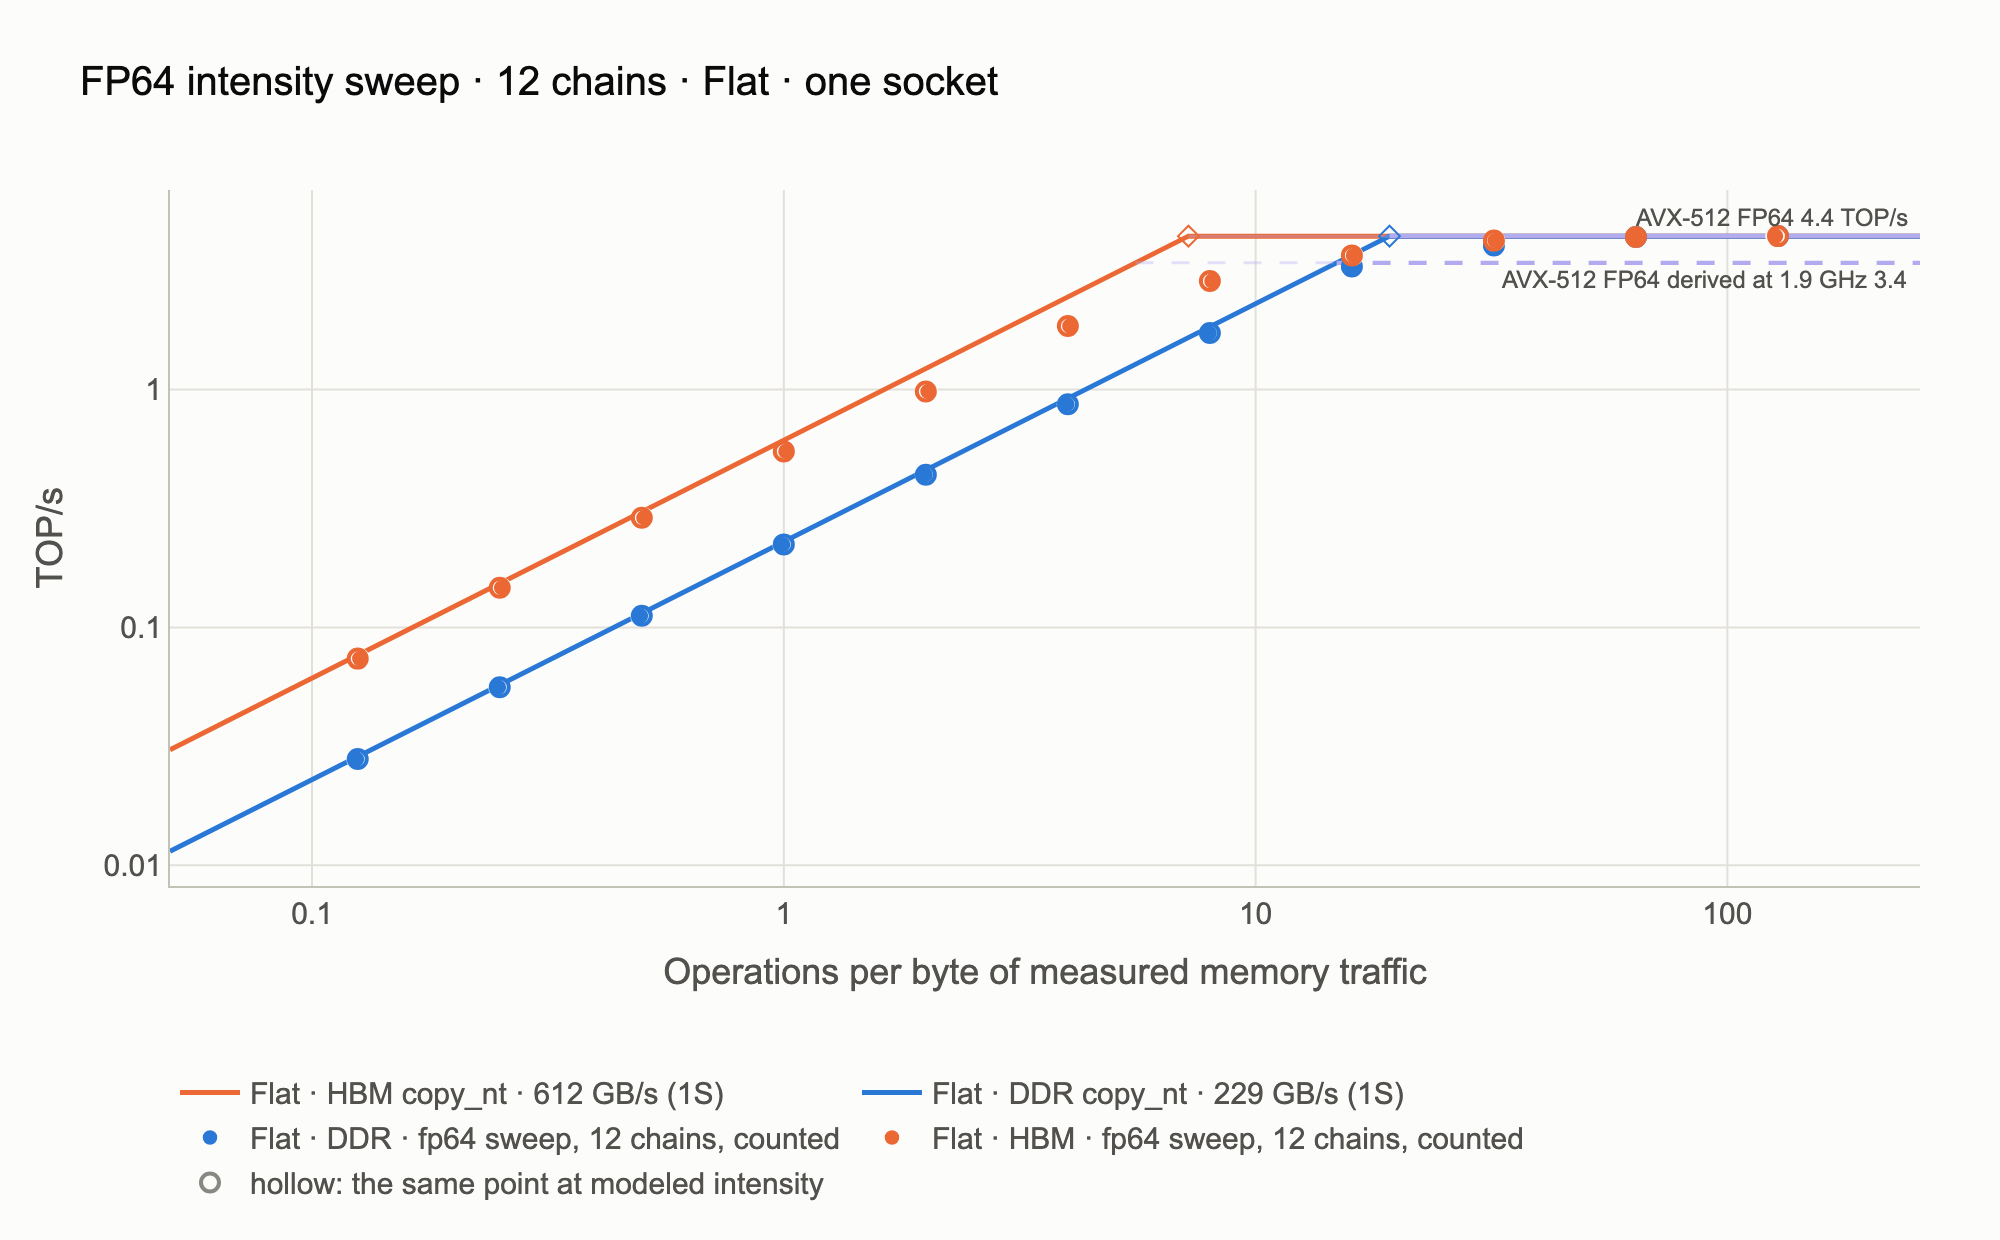 FP64 intensity sweep · 12 chains · Flat · one socket
AVX-512 FP64 4.4 TOP/s
AVX-512 FP64 derived at 1.9 GHz 3.4
TOP/s
1
0.1
0.01
0.1
1
10
100
Operations per byte of measured memory traffic
Flat · HBM copy_nt · 612 GB/s (1S)
Flat · DDR copy_nt · 229 GB/s (1S)
Flat · DDR · fp64 sweep, 12 chains, counted
Flat · HBM · fp64 sweep, 12 chains, counted
hollow: the same point at modeled intensity